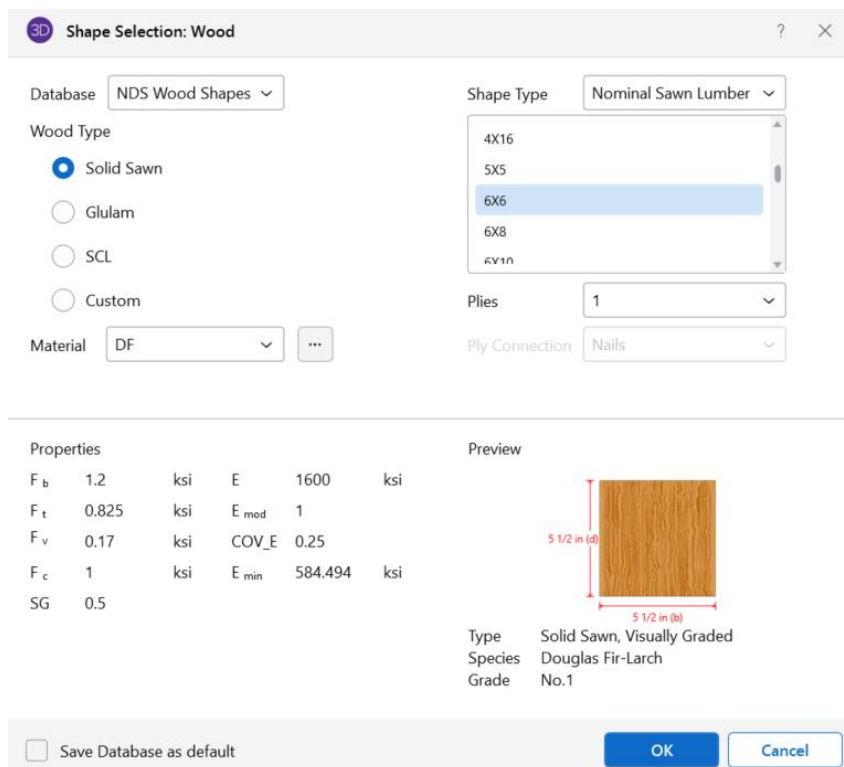 3D Shape Selection: Wood ?
Database NDS Wood Shapes
Wood Type
Solid Sawn
Glulam
SCL
Custom
Material DF ...
Shape Type Nominal Sawn Lumber
4X16
5X5
6X6
6X8
6X10
Plies 1
Ply Connection Nails
Properties
F b 1.2 ksi E 1600 ksi
F t 0.825 ksi E mod 1
F v 0.17 ksi COV_E 0.25
F c 1 ksi E min 584.494 ksi
SG 0.5
Preview
5 1/2 in (d)
5 1/2 in (b)
Type Solid Sawn, Visually Graded
Species Douglas Fir-Larch
Grade No.1
Save Database as default
OK Cancel